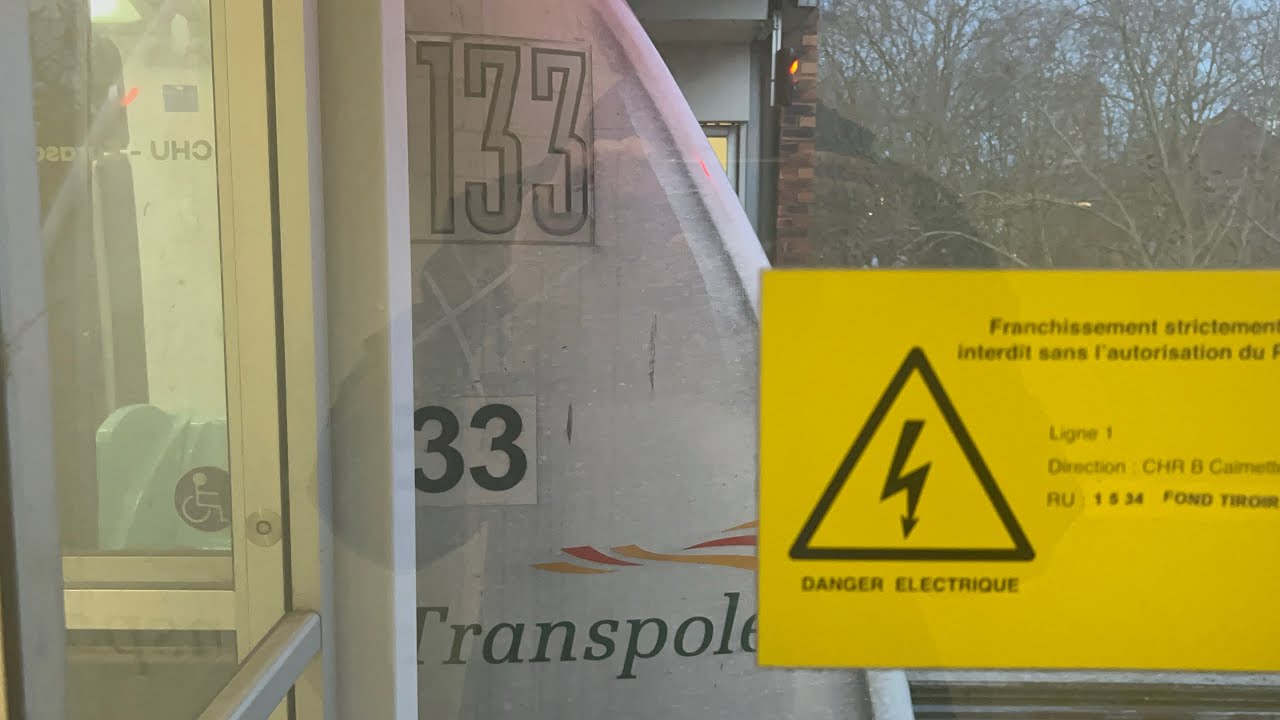 133
CHU -
33
Transpole
Franchissement strictement
interdit sans l'autorisation du
Ligne 1
Direction : CHR B Calmette
RU : 1 5 34 FOND TIROIR
DANGER ELECTRIQUE